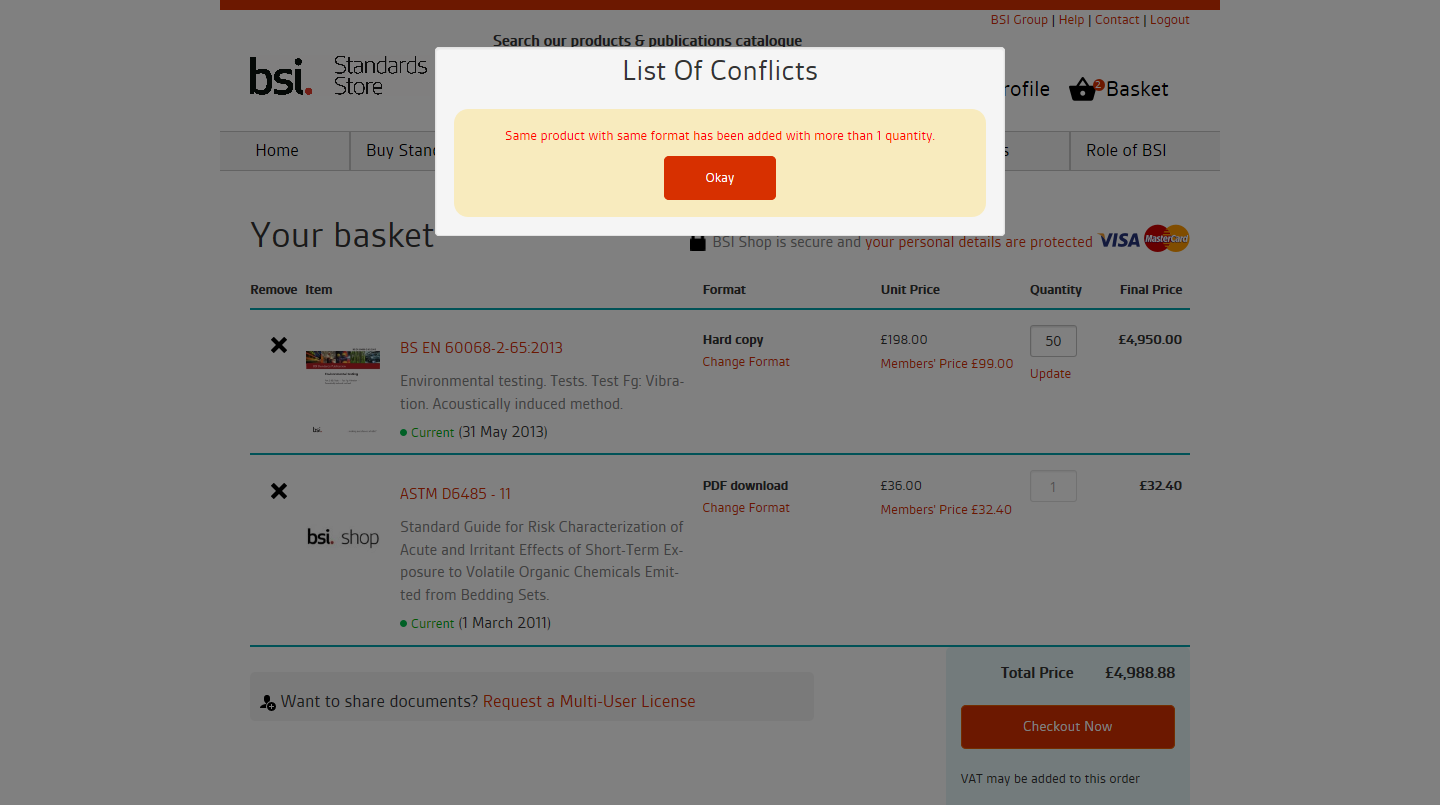 BSI Group | Help | Contact | Logout
Search our products & publications catalogue
bsi. Standards Store
List Of Conflicts
Same product with same format has been added with more than 1 quantity.
Okay
2 Basket
Home
Role of BSI
Your basket
BSI Shop is secure and your personal details are protected VISA MasterCard
Remove Item Format Unit Price Quantity Final Price
BS EN 60068-2-65:2013
Environmental testing. Tests. Test Fg: Vibra-
tion. Acoustically induced method.
Current (31 May 2013)
Hard copy
Change Format
£198.00
Members' Price £99.00
50
Update
£4,950.00
bsi.
ASTM D6485 - 11
Standard Guide for Risk Characterization of
Acute and Irritant Effects of Short-Term Ex-
posure to Volatile Organic Chemicals Emit-
ted from Bedding Sets.
Current (1 March 2011)
bsi. shop
PDF download
Change Format
£36.00
Members' Price £32.40
1
£32.40
Want to share documents? Request a Multi-User License
Total Price £4,988.88
Checkout Now
VAT may be added to this order